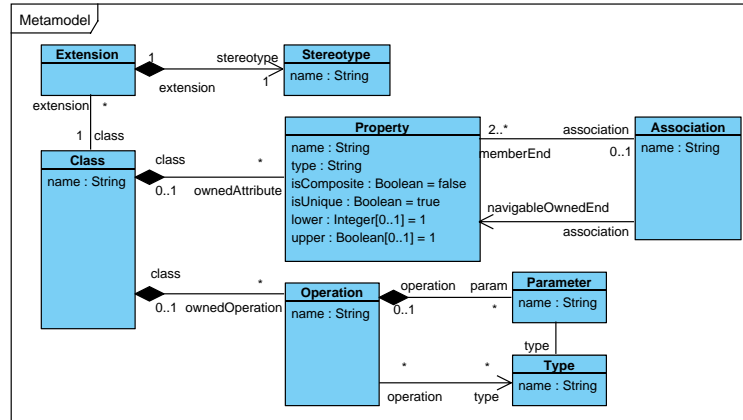 Metamodel
Extension
1
stereotype
extension
1
Stereotype
name : String
extension *
1 class
Class
name : String
class
*
0..1
ownedAttribute
Property
name : String
type : String
isComposite : Boolean = false
isUnique : Boolean = true
lower : Integer[0..1] = 1
upper : Boolean[0..1] = 1
2..*
association
memberEnd
0..1
Association
name : String
navigableOwnedEnd
association
class
*
0..1
ownedOperation
Operation
name : String
operation
param
0..1
*
Parameter
name : String
type
*
*
operation
type
Type
name : String